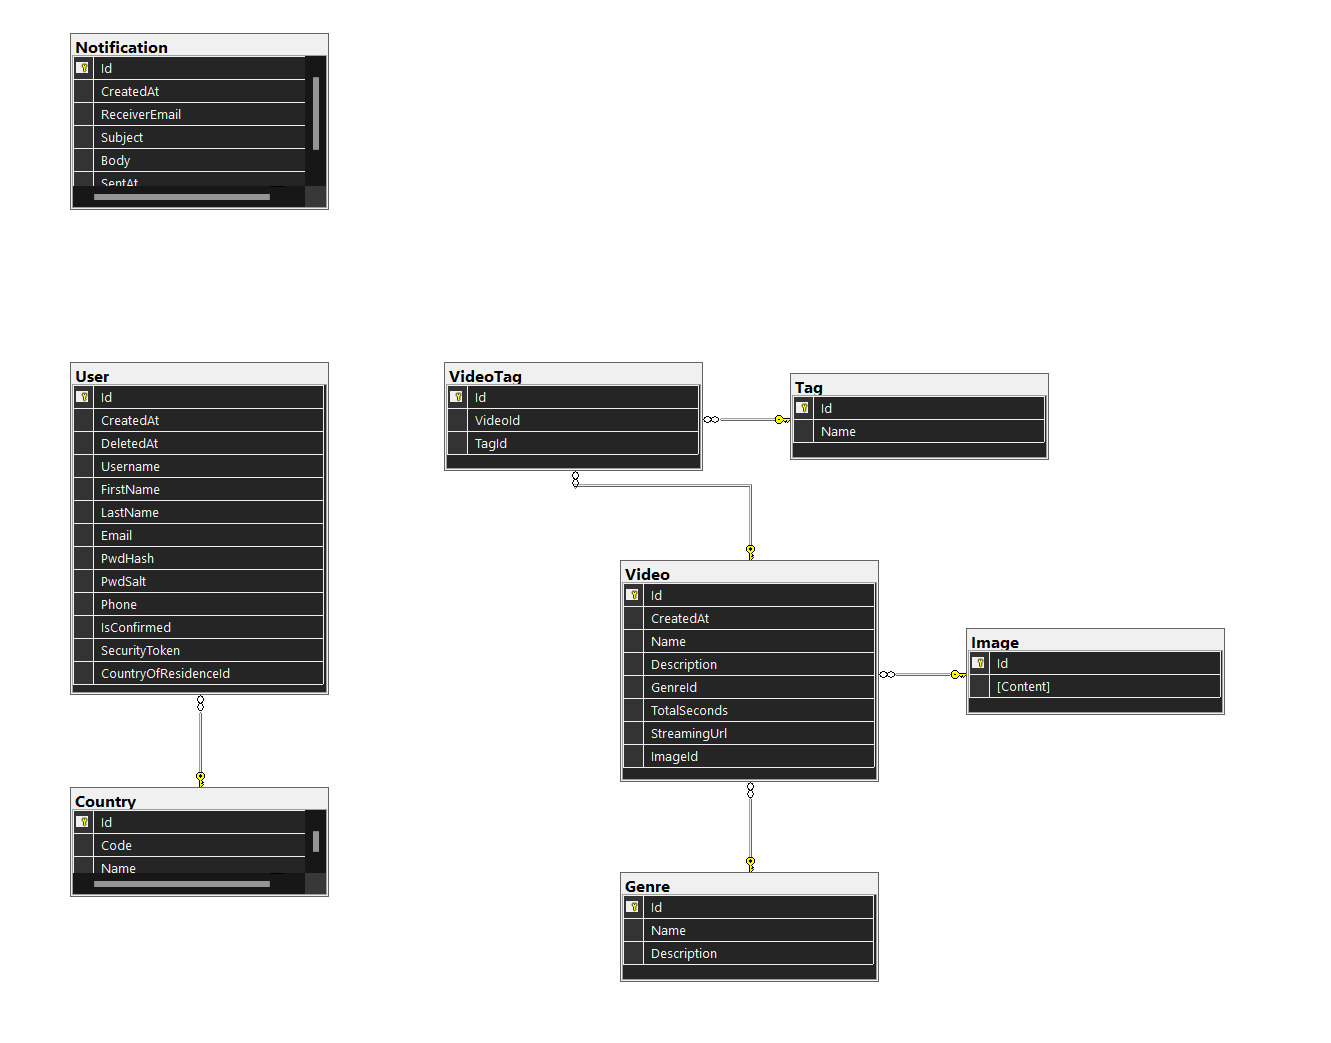 Notification
Id
CreatedAt
ReceiverEmail
Subject
Body
SentAt
User
Id
CreatedAt
DeletedAt
Username
FirstName
LastName
Email
PwdHash
PwdSalt
Phone
IsConfirmed
SecurityToken
CountryOfResidenceId
VideoTag
Id
VideoId
TagId
Tag
Id
Name
Video
Id
CreatedAt
Name
Description
GenreId
TotalSeconds
StreamingUrl
ImageId
Image
Id
[Content]
Country
Id
Code
Name
Genre
Id
Name
Description